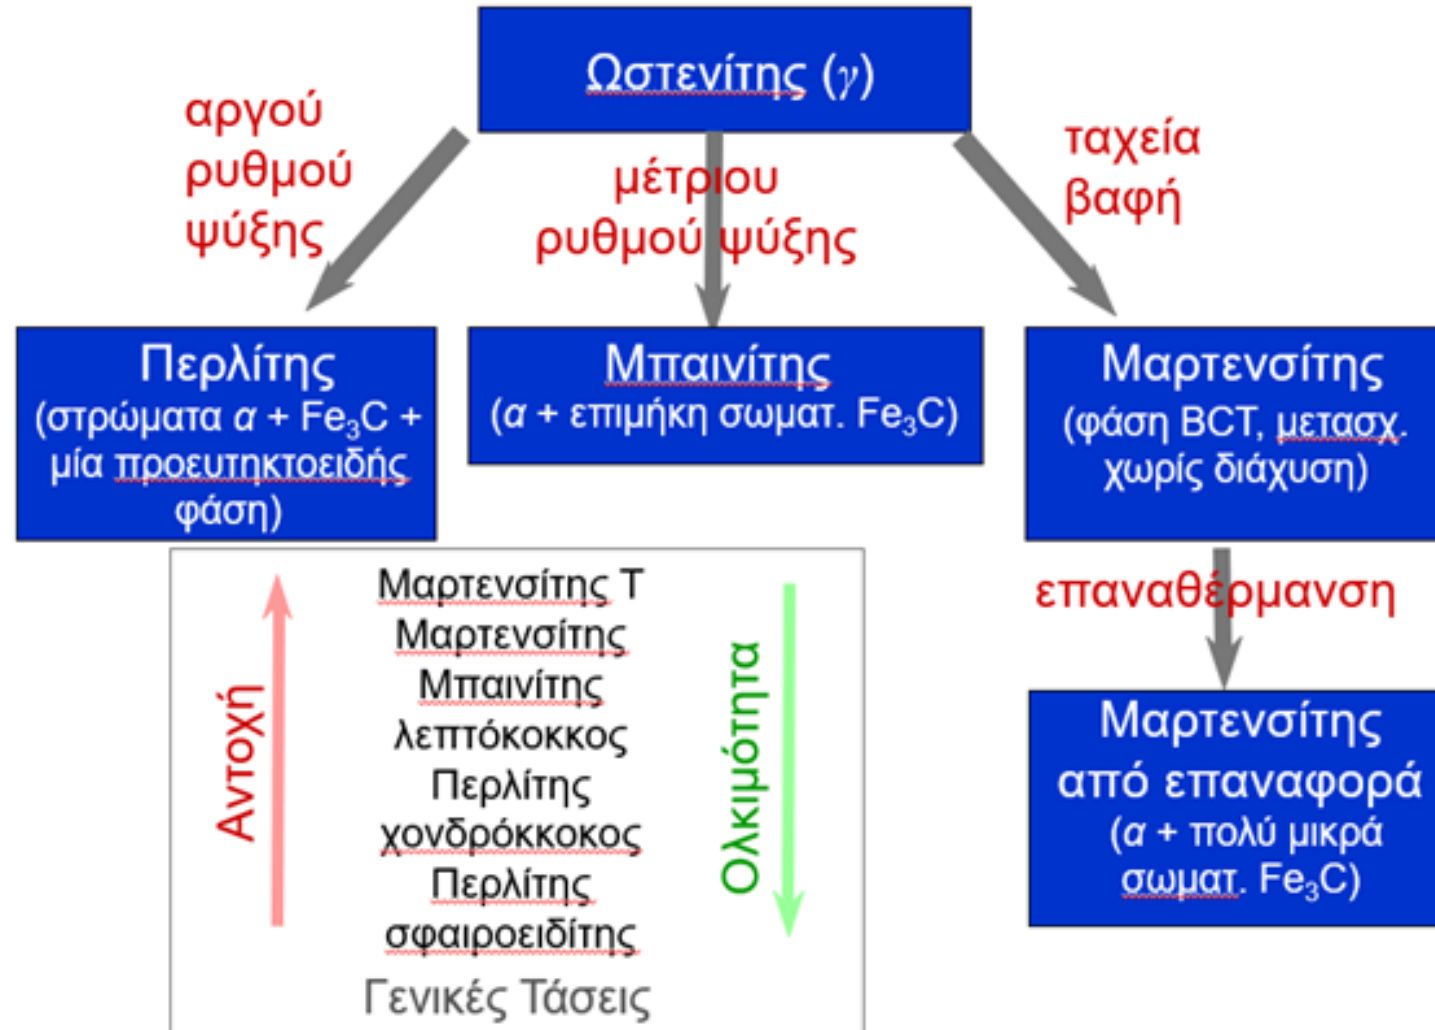 Ωστενίτης (γ)
αργού
ρυθμού
ψύξης
μέτριου
ρυθμού ψύξης
ταχεία
βαφή
Περλίτης
(στρώματα α + Fe₃C +
μία προευτηκτοειδής
φάση)
Μπαινίτης
(α + επιμήκη σωματ. Fe₃C)
Μαρτενσίτης
(φάση BCT, μετασχ.
χωρίς διάχυση)
επαναθέρμανση
Μαρτενσίτης
από επαναφορά
(α + πολύ μικρά
σωματ. Fe₃C)
Αντοχή
Μαρτενσίτης T
Μαρτενσίτης
Μπαινίτης
λεπτόκοκκος
Περλίτης
χονδρόκκοκος
Περλίτης
σφαιροειδίτης
Ολκιμότητα
Γενικές Τάσεις